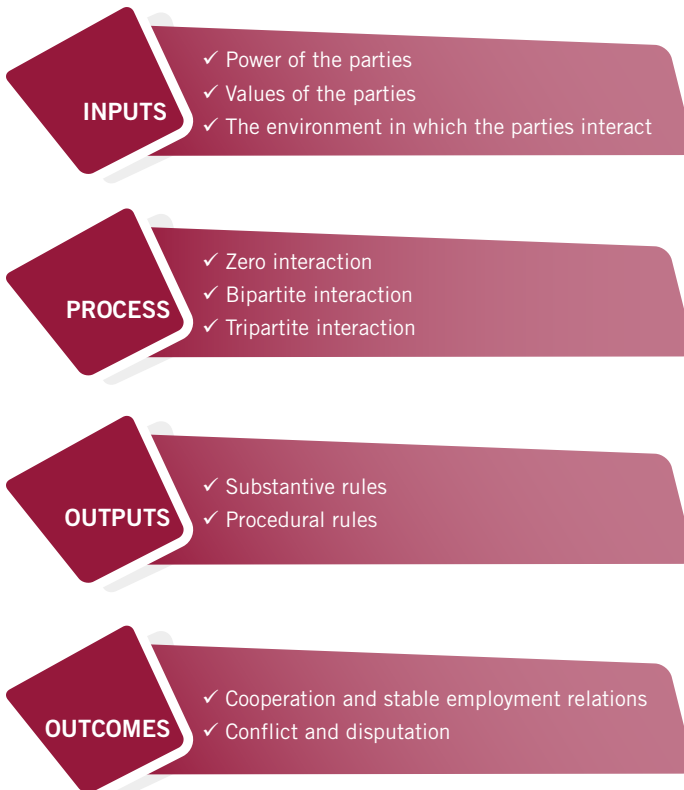 INPUTS
✓ Power of the parties
✓ Values of the parties
✓ The environment in which the parties interact
PROCESS
✓ Zero interaction
✓ Bipartite interaction
✓ Tripartite interaction
OUTPUTS
✓ Substantive rules
✓ Procedural rules
OUTCOMES
✓ Cooperation and stable employment relations
✓ Conflict and disputation